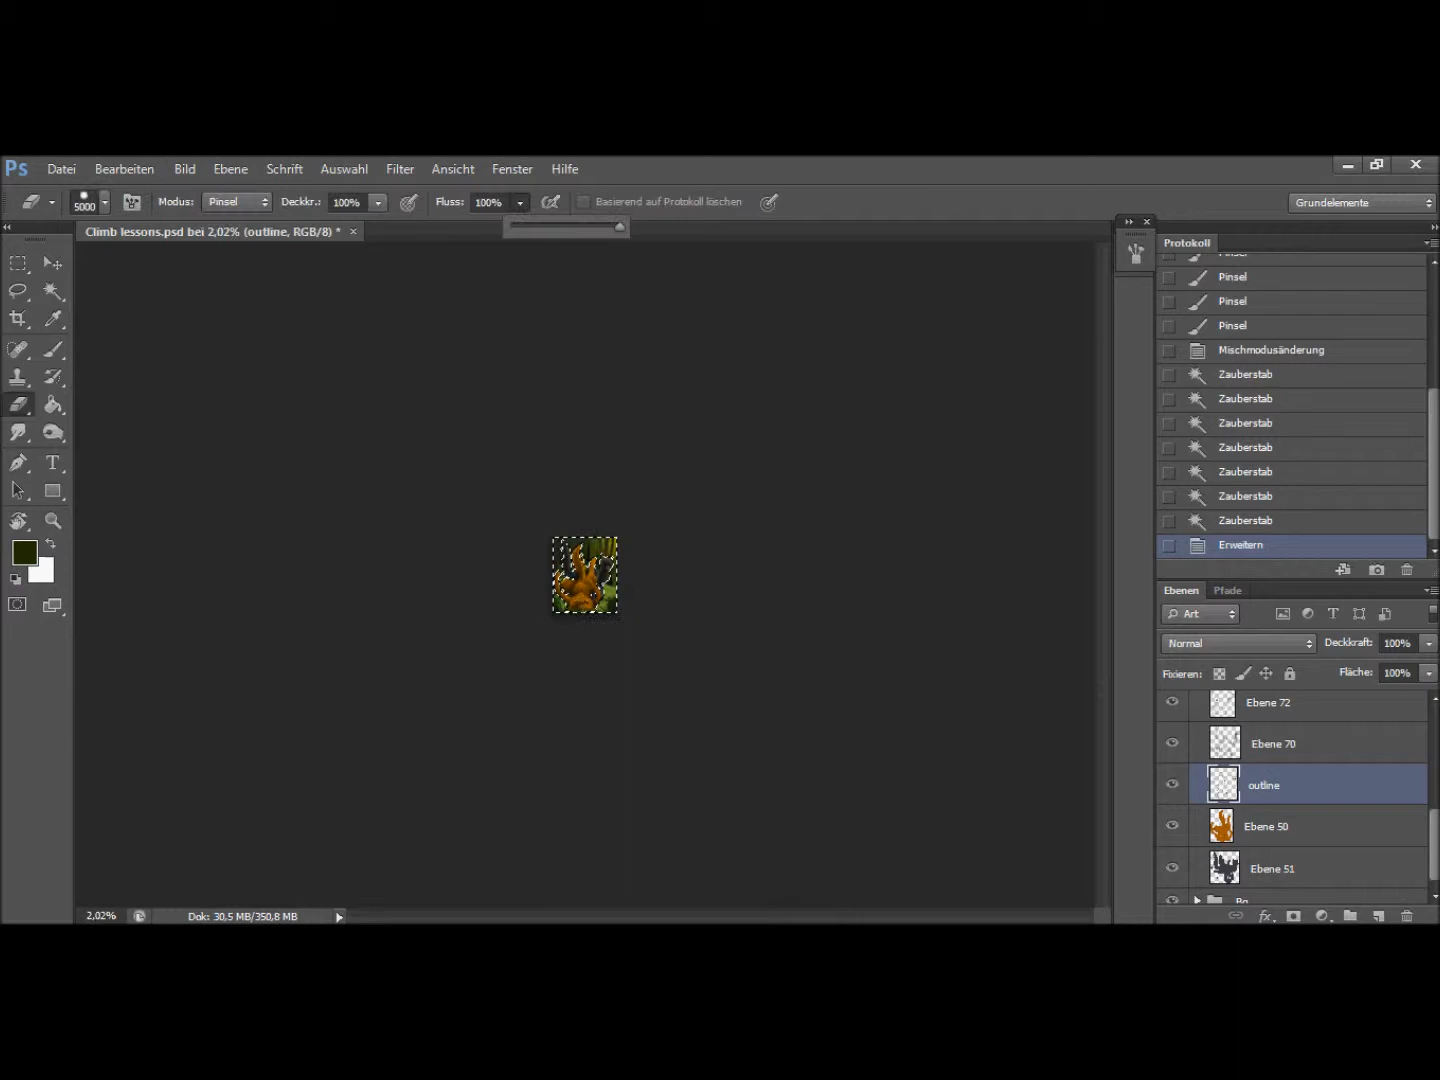 Ps Datei Bearbeiten Bild Ebene Schrift Auswahl Filter Ansicht Fenster Hilfe
5000 Modus: Pinsel Deckkr.: 100% Fluss: 100% Basierend auf Protokoll löschen Grundelemente
Climb lessons.psd bei 2,02% (outline, RGB/8) *
Protokoll
Pinsel
Pinsel
Pinsel
Pinsel
Mischmodusänderung
Zauberstab
Zauberstab
Zauberstab
Zauberstab
Zauberstab
Zauberstab
Zauberstab
Erweitern
Ebenen Pfade
Art
Normal Deckkraft: 100%
Fixieren: Fläche: 100%
Ebene 72
Ebene 70
outline
Ebene 50
Ebene 51
Bg
2,02% Dok: 30,5 MB/350,8 MB